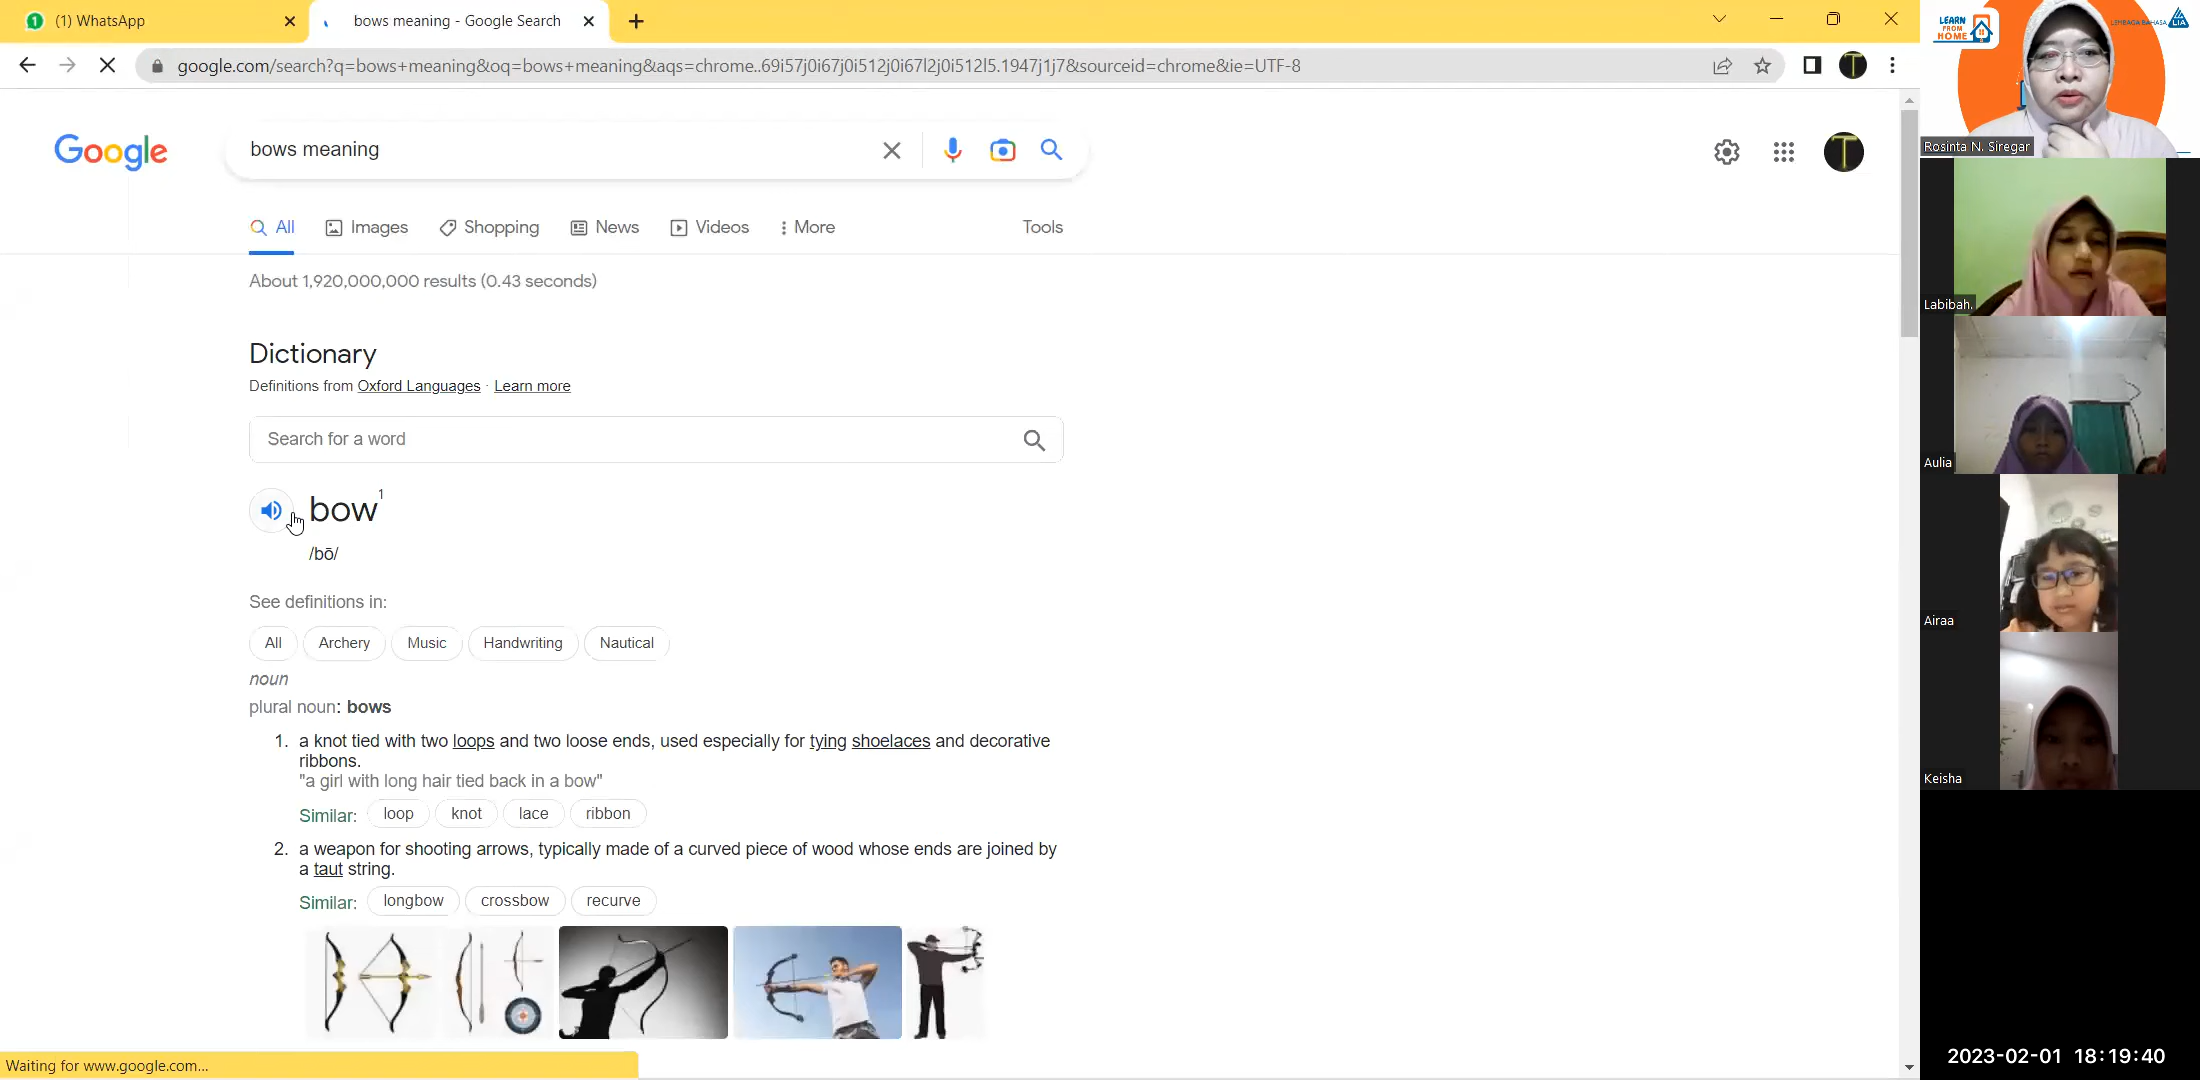 (1) WhatsApp
bows meaning - Google Search
google.com/search?q=bows+meaning&oq=bows+meaning&aqs=chrome..69i57j0i67j0i512j0i67l2j0i512l5.1947j1j7&sourceid=chrome&ie=UTF-8
Google
bows meaning
T
All
Images
Shopping
News
Videos
More
Tools
About 1,920,000,000 results (0.43 seconds)
Dictionary
Definitions from Oxford Languages · Learn more
Search for a word
bow1
/bō/
See definitions in:
All
Archery
Music
Handwriting
Nautical
noun
plural noun: bows
1. a knot tied with two loops and two loose ends, used especially for tying shoelaces and decorative
ribbons.
"a girl with long hair tied back in a bow"
Similar: loop knot lace ribbon
2. a weapon for shooting arrows, typically made of a curved piece of wood whose ends are joined by
a taut string.
Similar: longbow crossbow recurve
Waiting for www.google.com...
LEARN
FROM
HOME
LEMBAGA BAHASA LIA
Rosinta N. Siregar
Labibah.
Aulia
Airaa
Keisha
2023-02-01 18:19:40